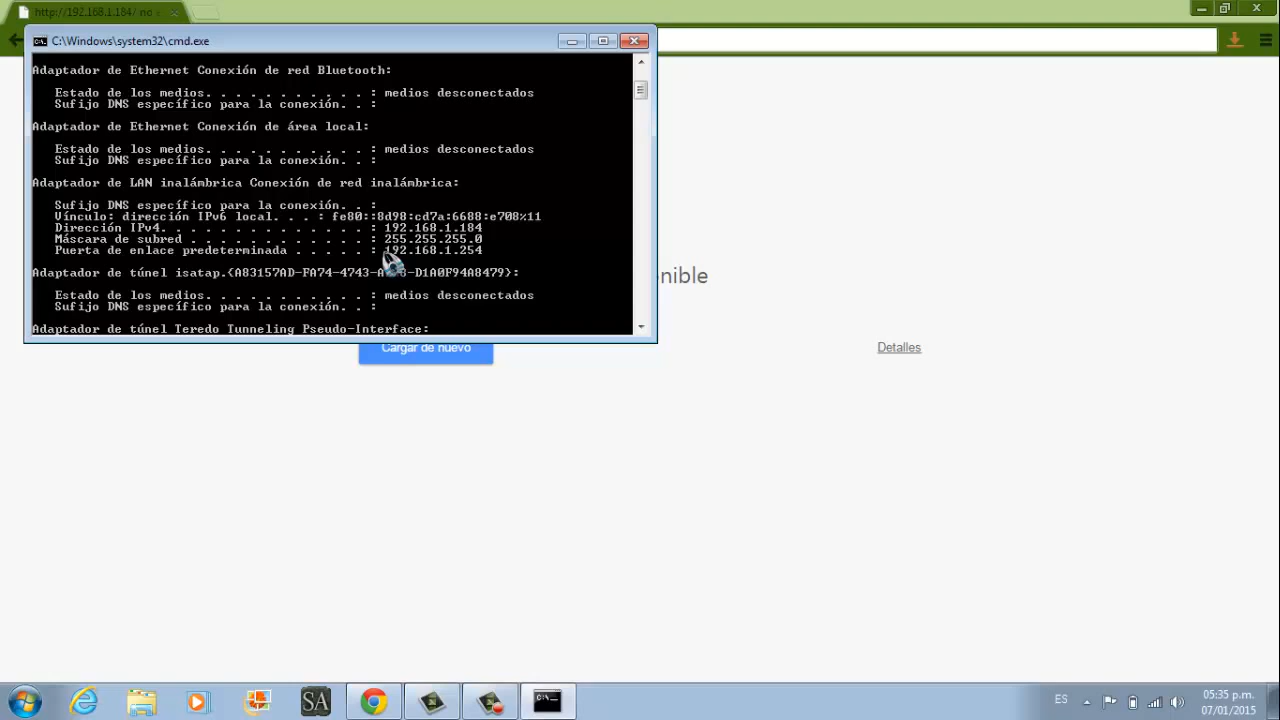 http://192.168.1.184/ no
C:\Windows\system32\cmd.exe
Adaptador de Ethernet Conexión de red Bluetooth:
Estado de los medios. . . . . . . . . . . : medios desconectados
Sufijo DNS específico para la conexión. . :
Adaptador de Ethernet Conexión de área local:
Estado de los medios. . . . . . . . . . . : medios desconectados
Sufijo DNS específico para la conexión. . :
Adaptador de LAN inalámbrica Conexión de red inalámbrica:
Sufijo DNS específico para la conexión. . :
Vínculo: dirección IPv6 local. . . : fe80::8d98:cd7a:6688:e708%11
Dirección IPv4. . . . . . . . . . . . . . : 192.168.1.184
Máscara de subred . . . . . . . . . . . . : 255.255.255.0
Puerta de enlace predeterminada . . . . . : 192.168.1.254
nible
Adaptador de túnel isatap.{A83157AD-FA74-4743- -D1A0F94A8479}:
Estado de los medios. . . . . . . . . . . : medios desconectados
Sufijo DNS específico para la conexión. . :
Adaptador de túnel Teredo Tunneling Pseudo-Interface:
Cargar de nuevo
Detalles
SA
ES
05:35 p.m.
07/01/2015